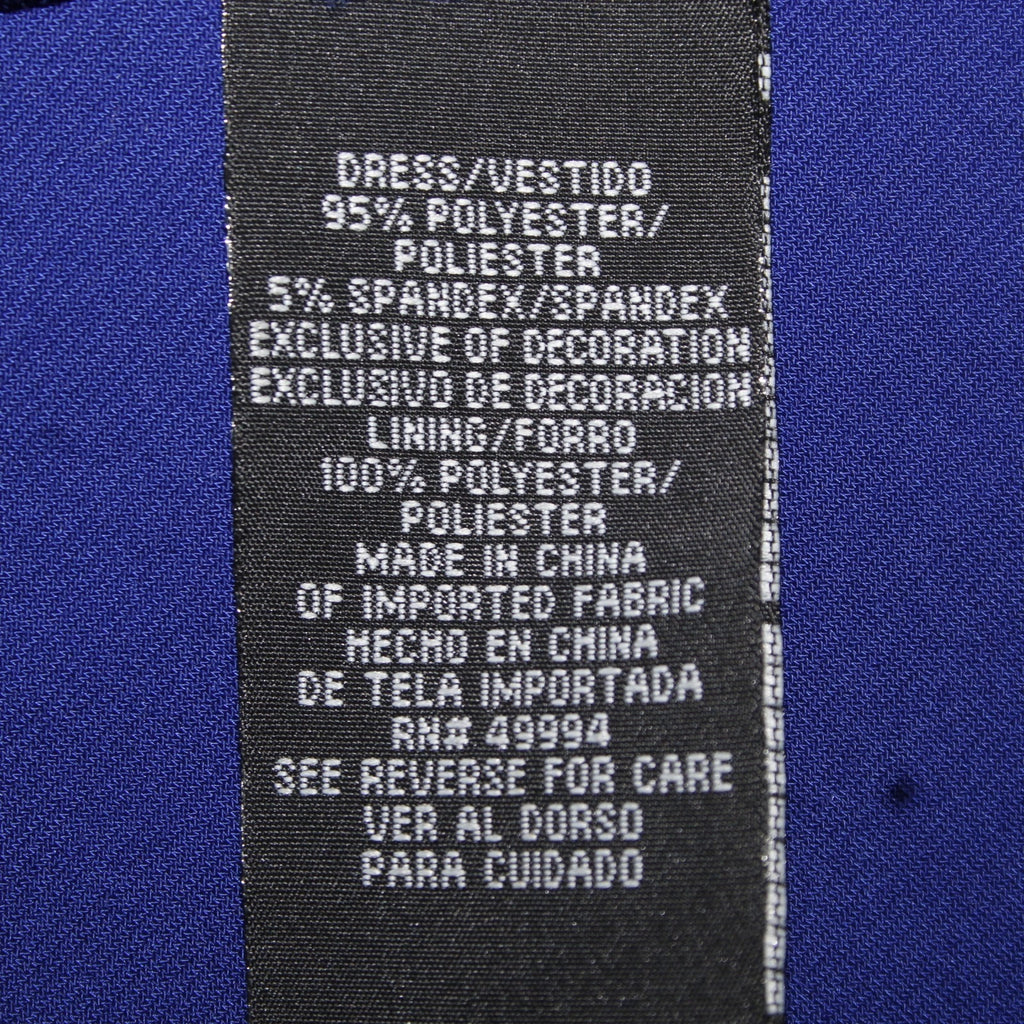 DRESS/VESTIDO
95% POLYESTER/
POLIESTER
5% SPANDEX/SPANDEX
EXCLUSIVE OF DECORATION
EXCLUSIVO DE DECORACION
LINING/FORRO
100% POLYESTER/
POLIESTER
MADE IN CHINA
OF IMPORTED FABRIC
HECHO EN CHINA
DE TELA IMPORTADA
RN# 49994
SEE REVERSE FOR CARE
VER AL DORSO
PARA CUIDADO